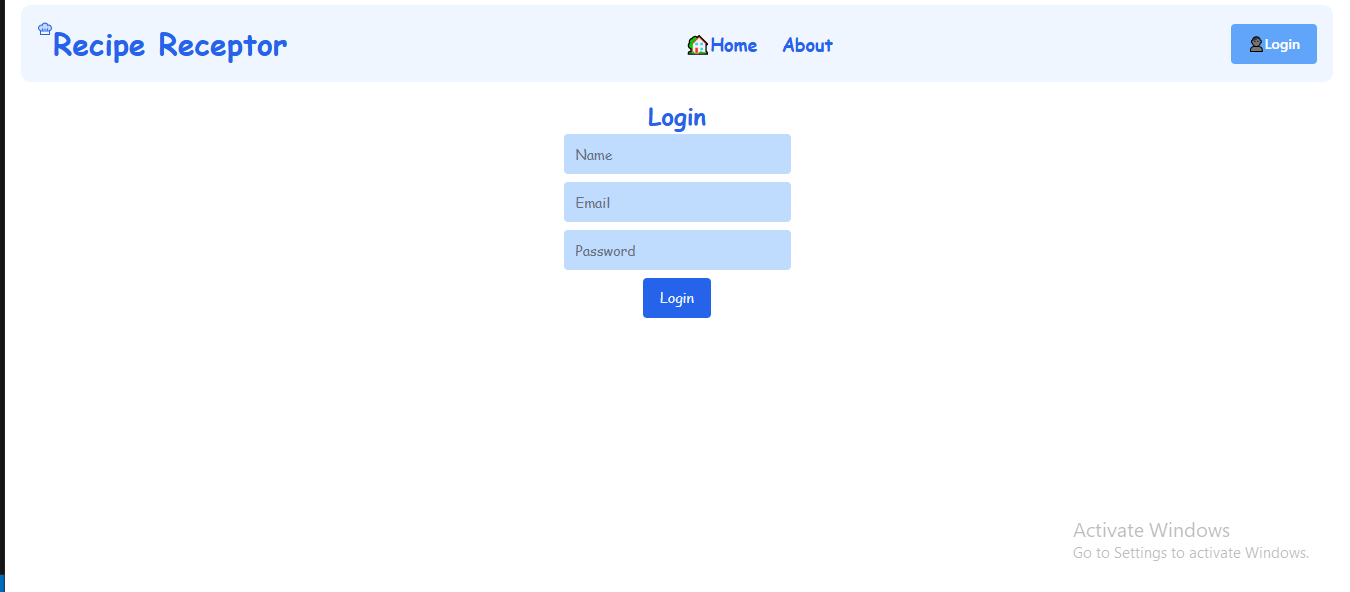 Recipe Receptor
Home
About
Login
Login
Name
Email
Password
Login
Activate Windows
Go to Settings to activate Windows.